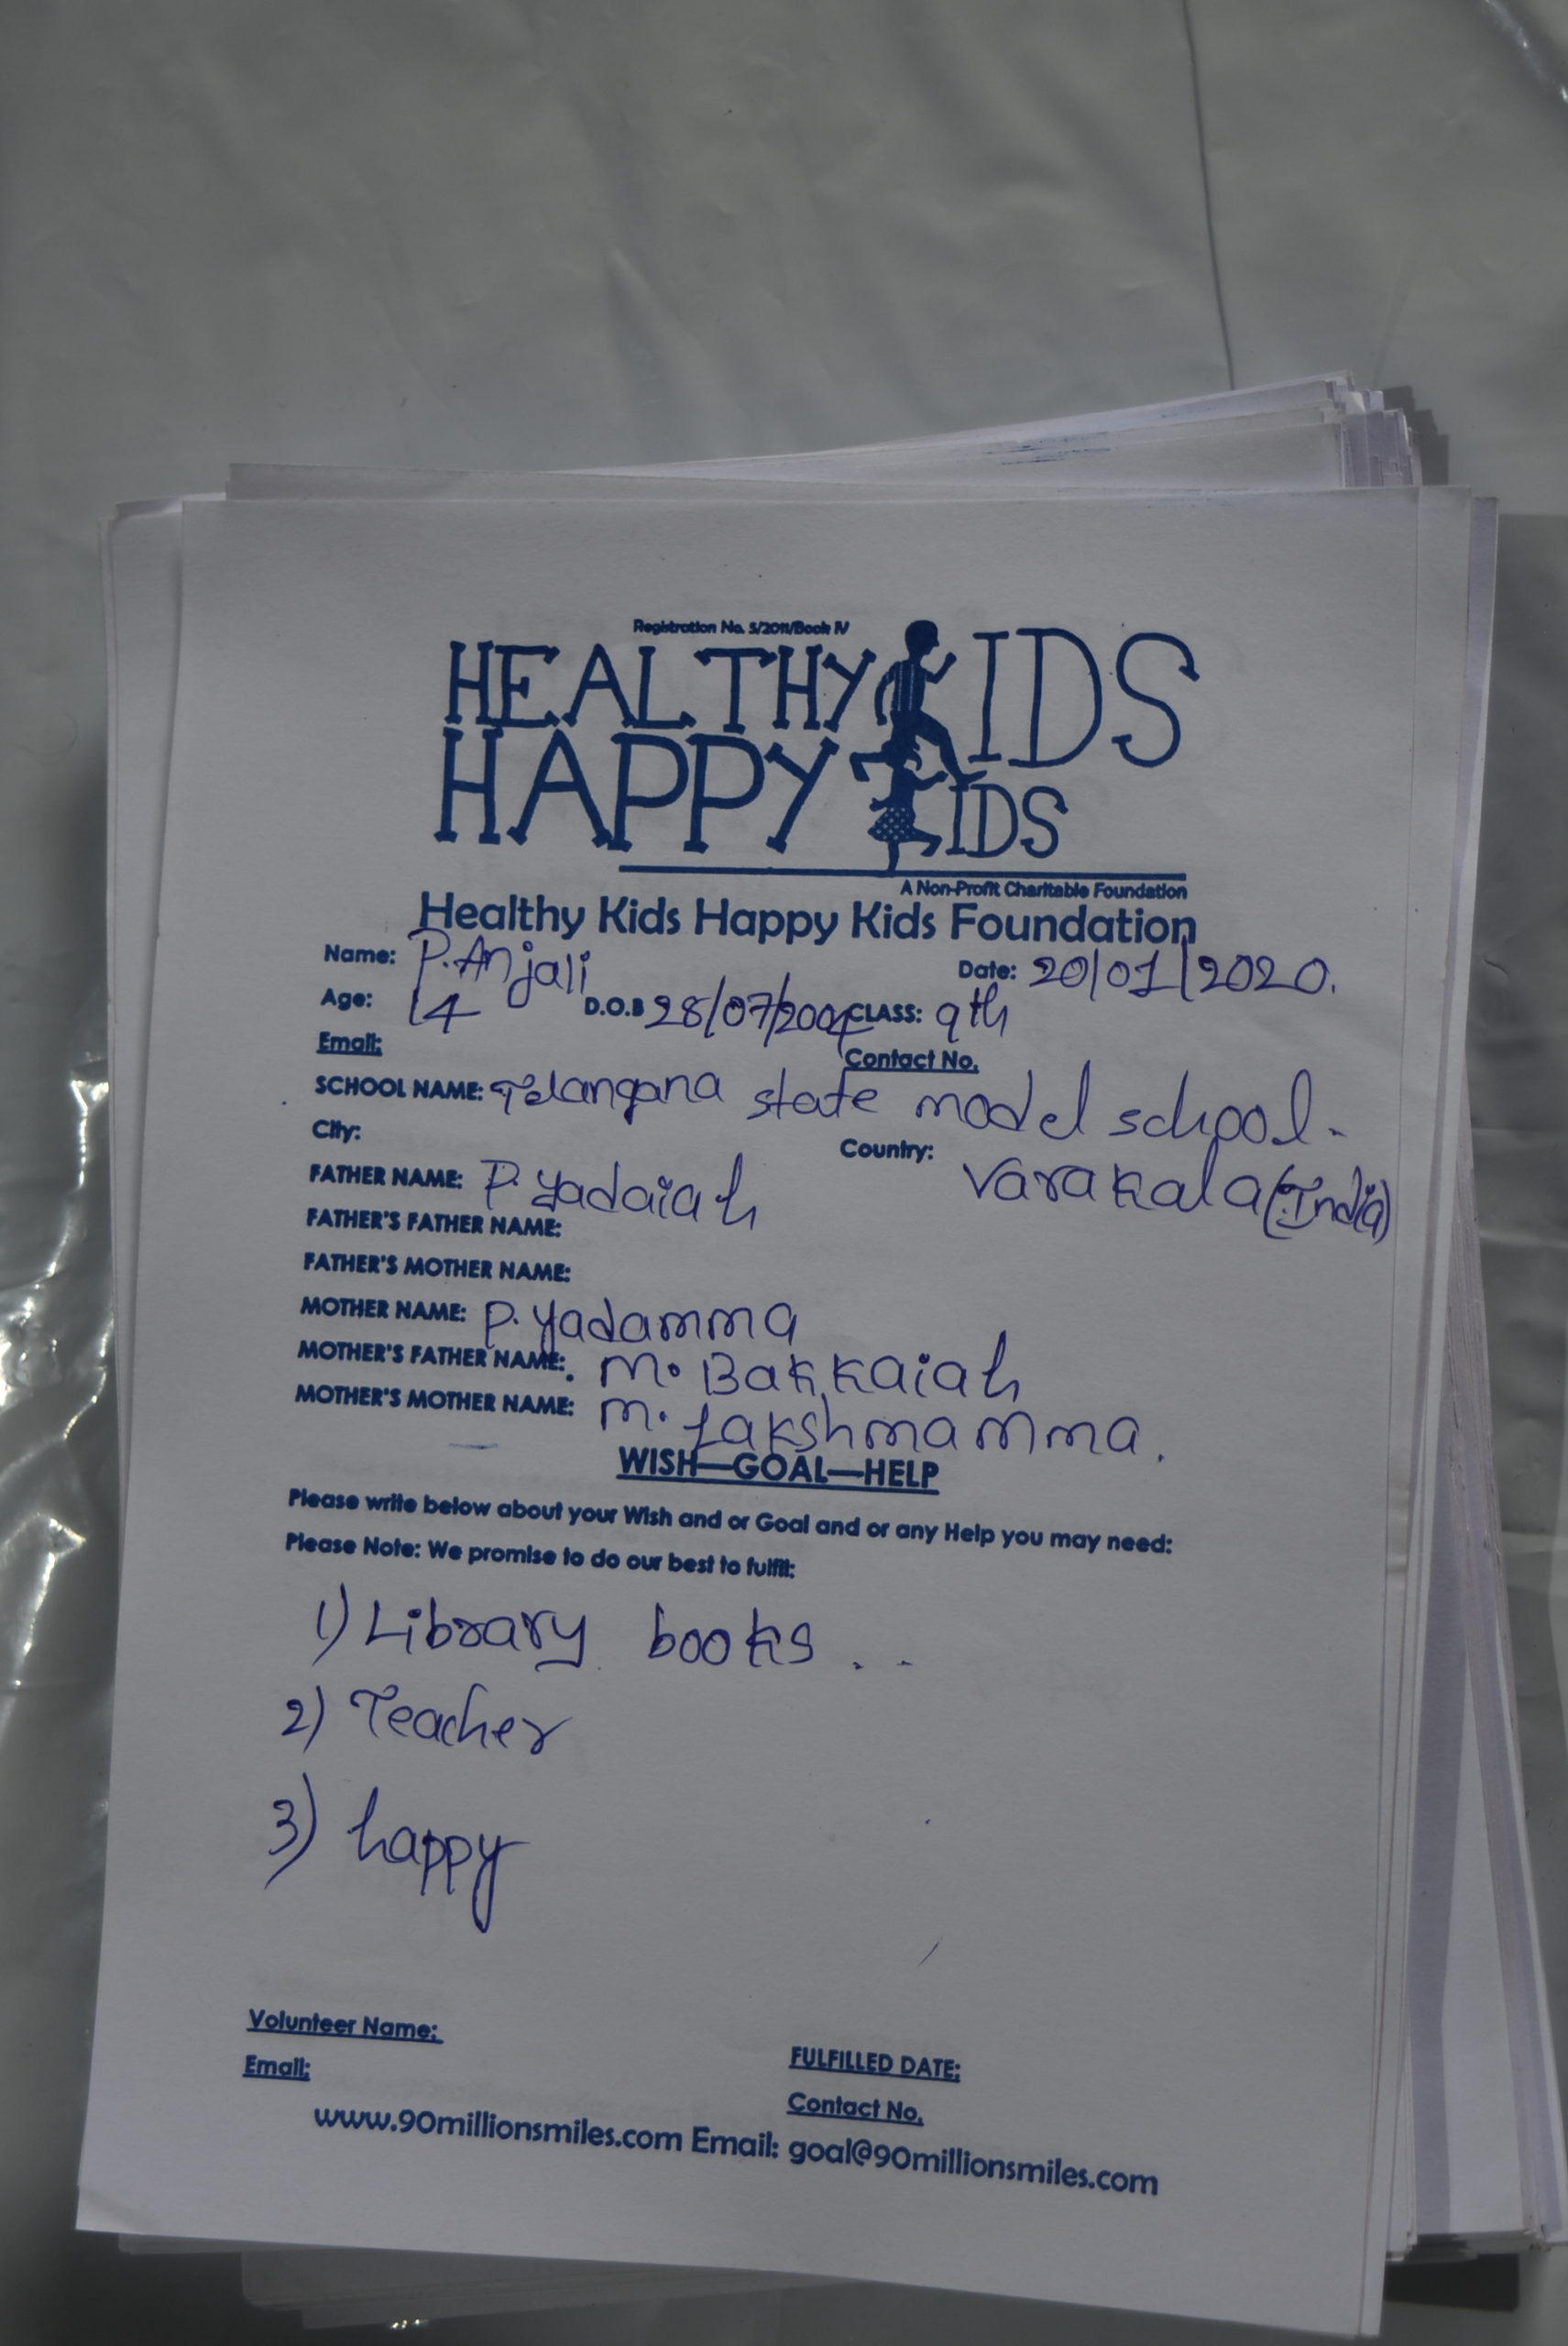 Registration No. 5/2011/Book IV
HEALTHY KIDS
HAPPY KIDS
A Non-Profit Charitable Foundation
Healthy Kids Happy Kids Foundation
Name: P. Anjali Date: 20/01/2020.
Age: 14 D.O.B 28/07/2004 CLASS: 9th
Email: Contact No.
SCHOOL NAME: Telangana state model school.
City: Country: Varakala (India)
FATHER NAME: P. Yadaiah
FATHER'S FATHER NAME:
FATHER'S MOTHER NAME:
MOTHER NAME: P. Yadamma
MOTHER'S FATHER NAME: M. Bakkaiah
MOTHER'S MOTHER NAME: M. Lakshmamma.
WISH—GOAL—HELP
Please write below about your Wish and or Goal and or any Help you may need:
Please Note: We promise to do our best to fulfil:
1) Library books ..
2) Teacher
3) happy
Volunteer Name: FULFILLED DATE:
Email: Contact No.
www.90millionsmiles.com Email: goal@90millionsmiles.com